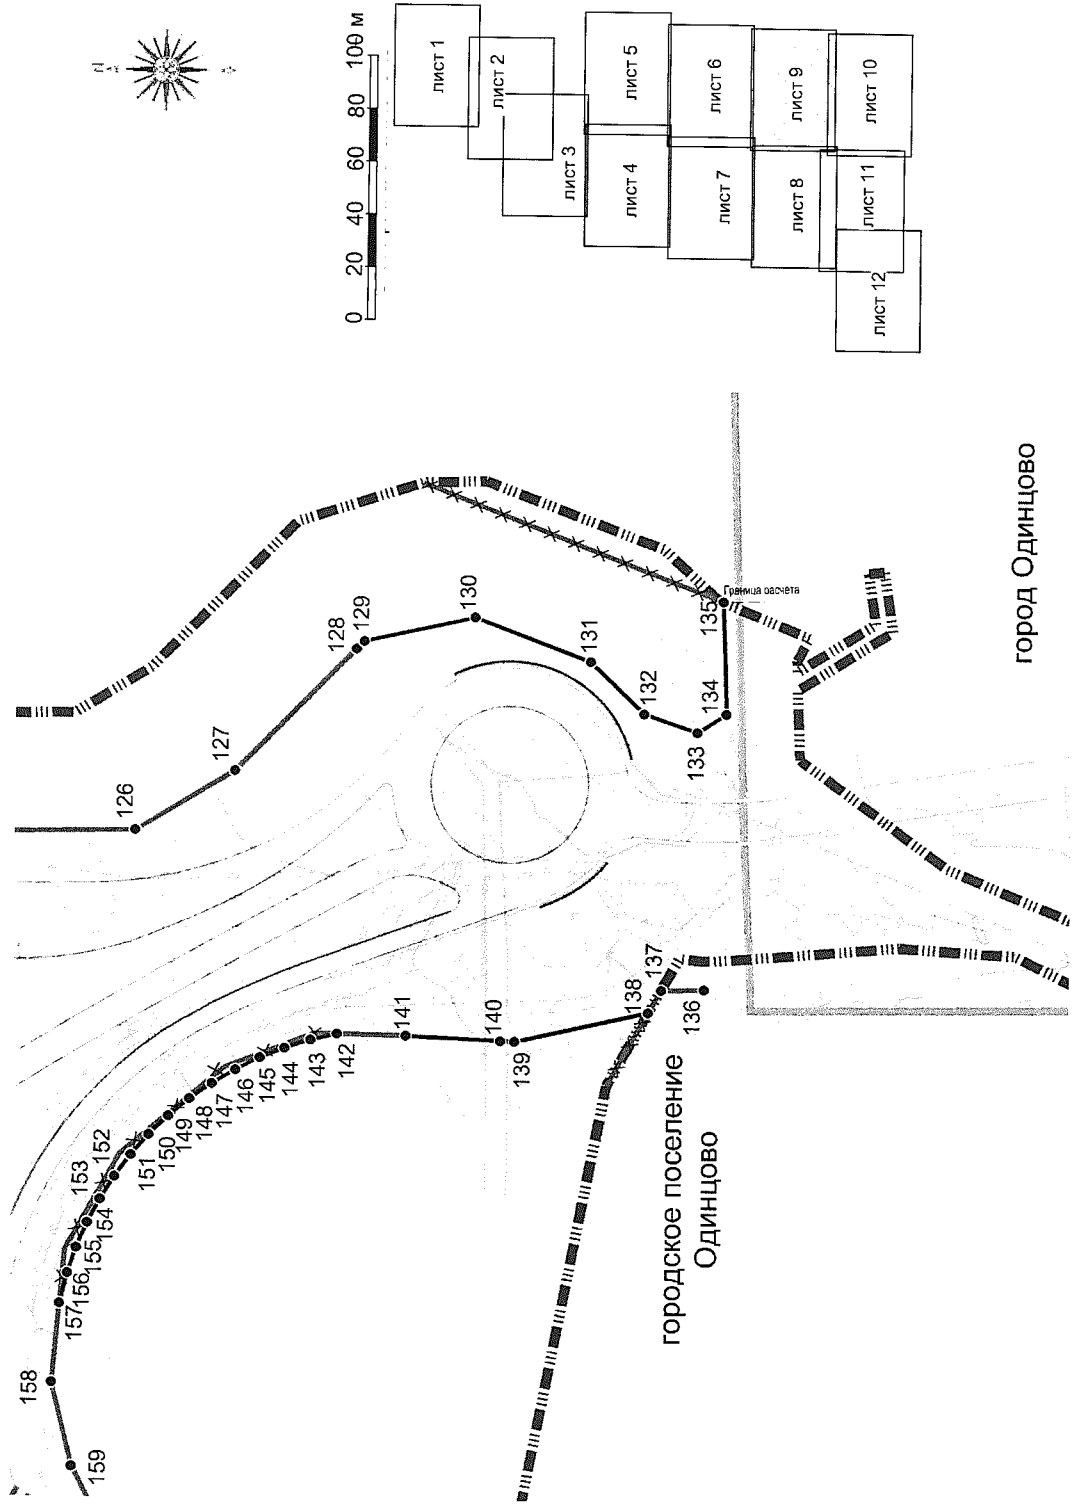 N
0 20 40 60 80 100 м
лист 1
лист 2
лист 3
лист 4
лист 5
лист 6
лист 7
лист 8
лист 9
лист 10
лист 11
лист 12
126
127
128
129
130
131
132
133
134
135
Граница расчета
136
137
138
139
140
141
142
143
144
145
146
147
148
149
150
151
152
153
154
155
156
157
158
159
городское поселение
Одинцово
город Одинцово